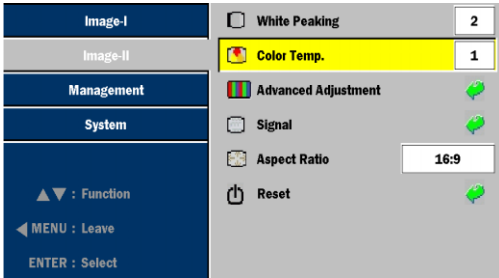 Image-I
Image-II
Management
System
▲▼ : Function
◀ MENU : Leave
ENTER : Select
White Peaking 2
Color Temp. 1
Advanced Adjustment
Signal
Aspect Ratio 16:9
Reset